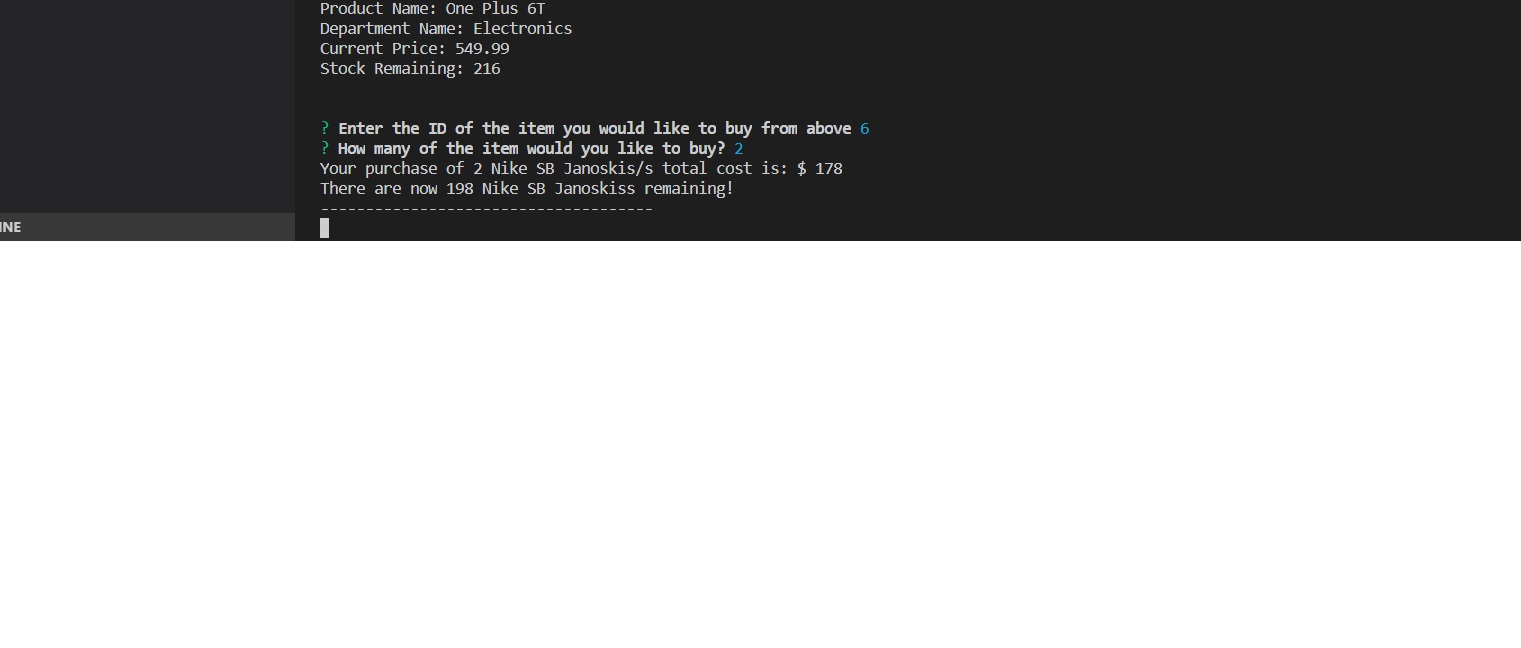 Product Name: One Plus 6T
Department Name: Electronics
Current Price: 549.99
Stock Remaining: 216
? Enter the ID of the item you would like to buy from above 6
? How many of the item would you like to buy? 2
Your purchase of 2 Nike SB Janoskis/s total cost is: $ 178
There are now 198 Nike SB Janoskiss remaining!
-------------------------------------
INE